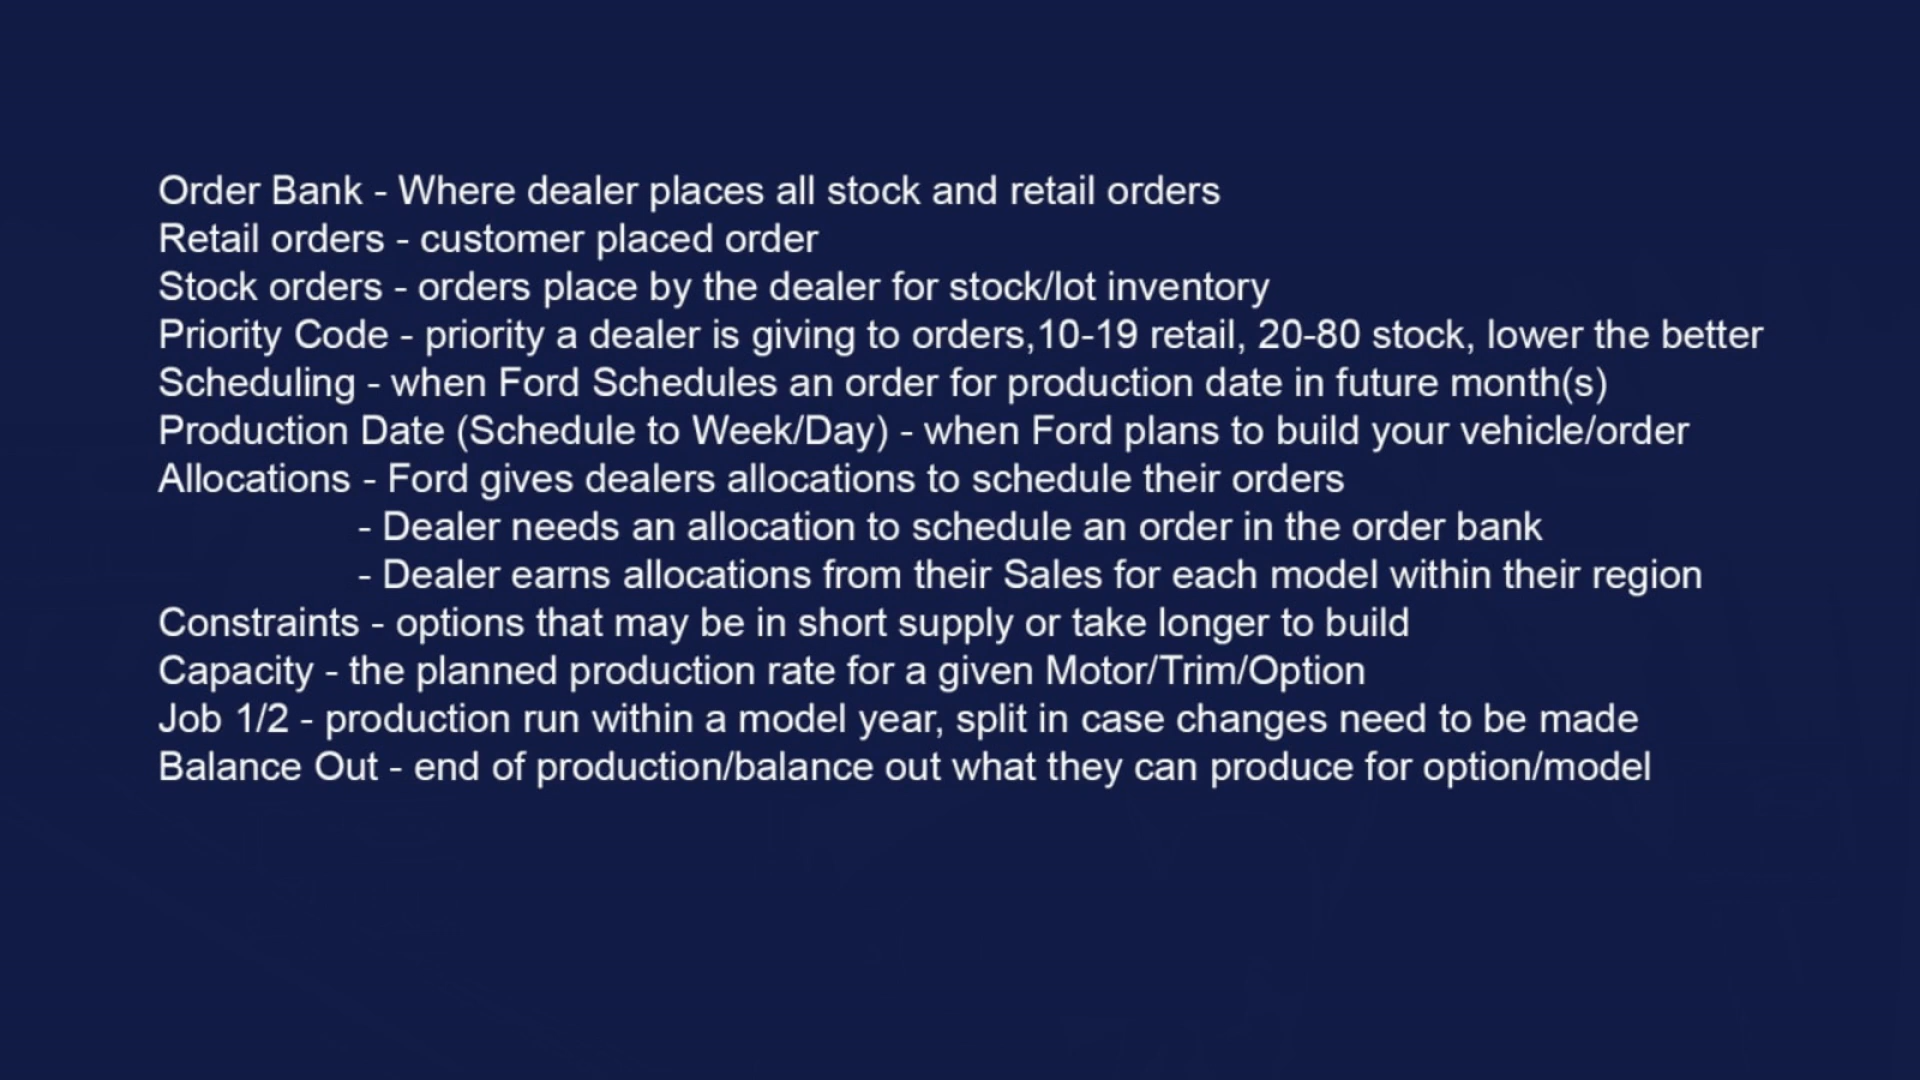 Order Bank - Where dealer places all stock and retail orders
Retail orders - customer placed order
Stock orders - orders place by the dealer for stock/lot inventory
Priority Code - priority a dealer is giving to orders,10-19 retail, 20-80 stock, lower the better
Scheduling - when Ford Schedules an order for production date in future month(s)
Production Date (Schedule to Week/Day) - when Ford plans to build your vehicle/order
Allocations - Ford gives dealers allocations to schedule their orders
- Dealer needs an allocation to schedule an order in the order bank
- Dealer earns allocations from their Sales for each model within their region
Constraints - options that may be in short supply or take longer to build
Capacity - the planned production rate for a given Motor/Trim/Option
Job 1/2 - production run within a model year, split in case changes need to be made
Balance Out - end of production/balance out what they can produce for option/model